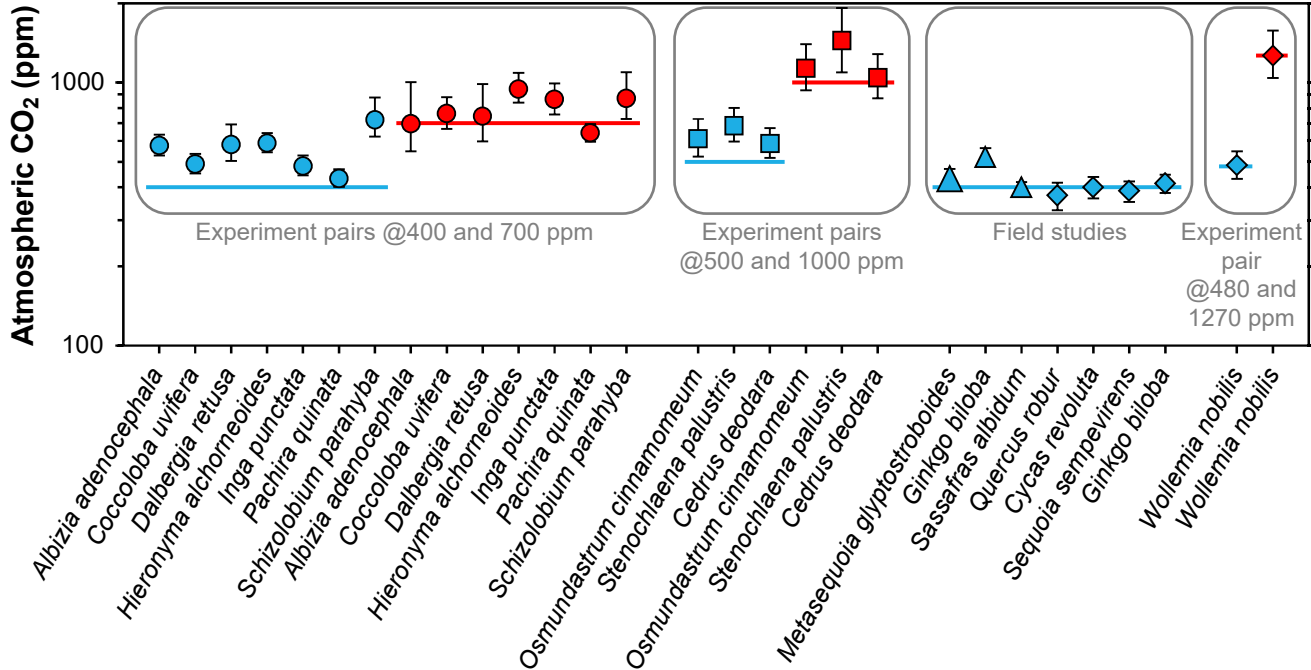 Atmospheric CO₂ (ppm)
1000
100
Experiment pairs @400 and 700 ppm
Experiment pairs
@500 and 1000 ppm
Field studies
Experiment
pair
@480 and
1270 ppm
Albizia adenocephala
Coccoloba uvifera
Dalbergia retusa
Hieronyma alchorneoides
Inga punctata
Pachira quinata
Schizolobium parahyba
Albizia adenocephala
Coccoloba uvifera
Dalbergia retusa
Hieronyma alchorneoides
Inga punctata
Pachira quinata
Schizolobium parahyba
Osmundastrum cinnamomeum
Stenochlaena palustris
Cedrus deodara
Osmundastrum cinnamomeum
Stenochlaena palustris
Cedrus deodara
Metasequoia glyptostroboides
Ginkgo biloba
Sassafras albidum
Quercus robur
Cycas revoluta
Sequoia sempevirens
Ginkgo biloba
Wollemia nobilis
Wollemia nobilis